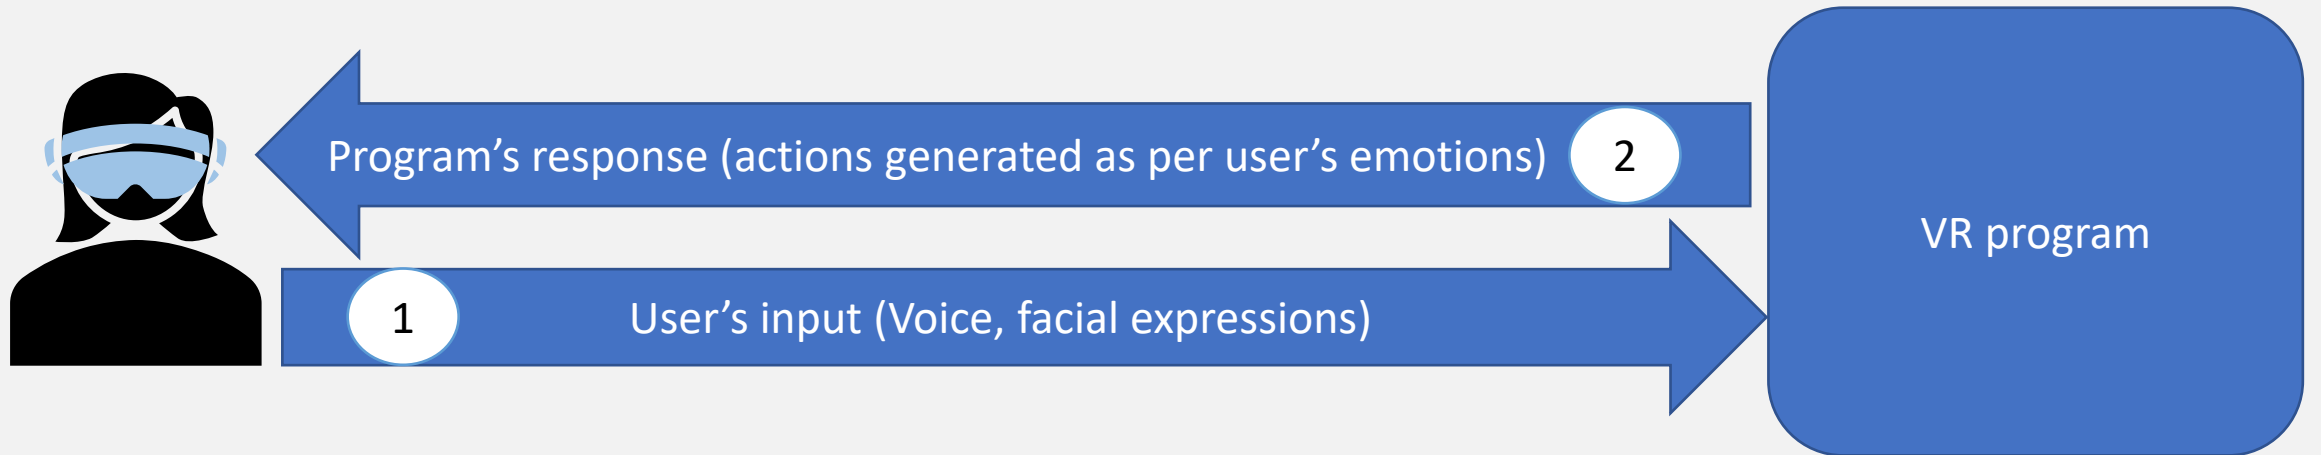 Program’s response (actions generated as per user’s emotions)
2
VR program
1
User’s input (Voice, facial expressions)